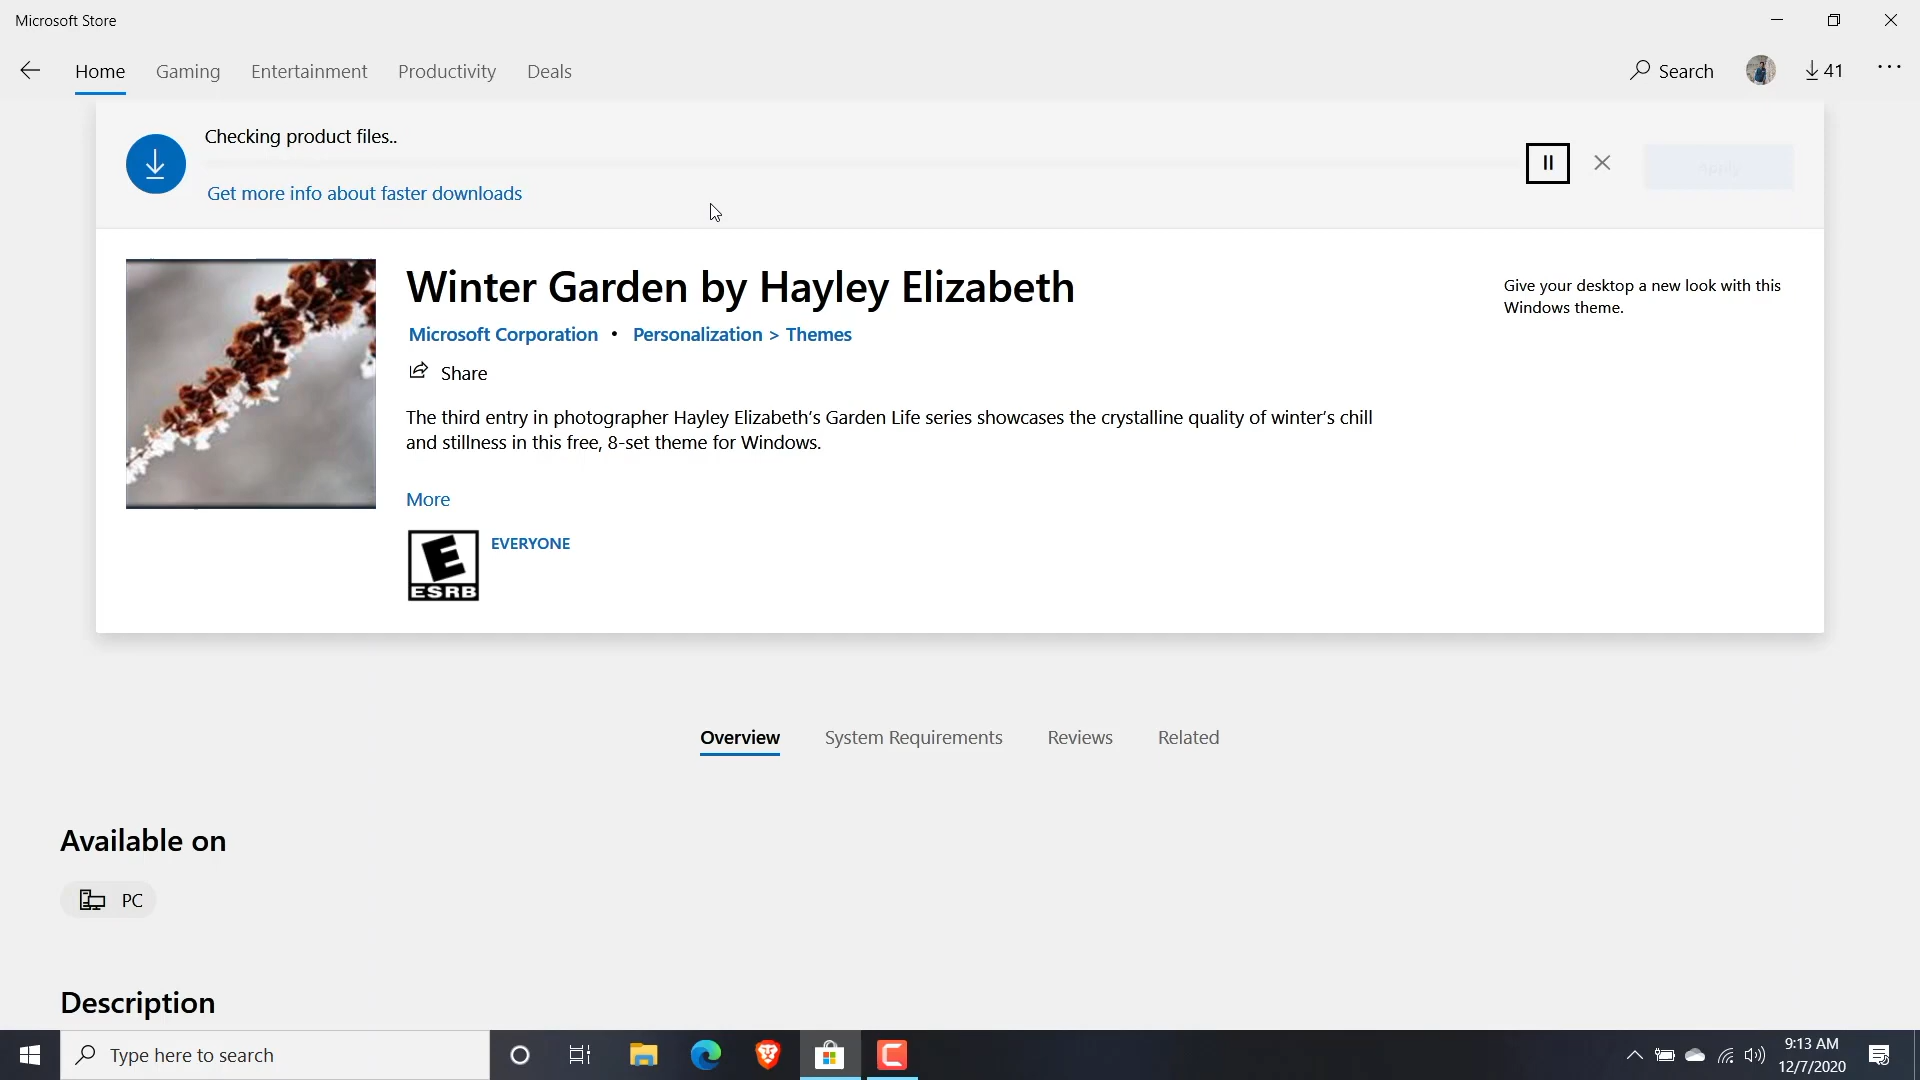 Microsoft Store
Home Gaming Entertainment Productivity Deals Search 41
Checking product files..
Apply
Get more info about faster downloads
Winter Garden by Hayley Elizabeth
Give your desktop a new look with this
Windows theme.
Microsoft Corporation • Personalization > Themes
Share
The third entry in photographer Hayley Elizabeth’s Garden Life series showcases the crystalline quality of winter’s chill
and stillness in this free, 8-set theme for Windows.
More
E
ESRB
EVERYONE
Overview System Requirements Reviews Related
Available on
PC
Description
Type here to search
9:13 AM
12/7/2020